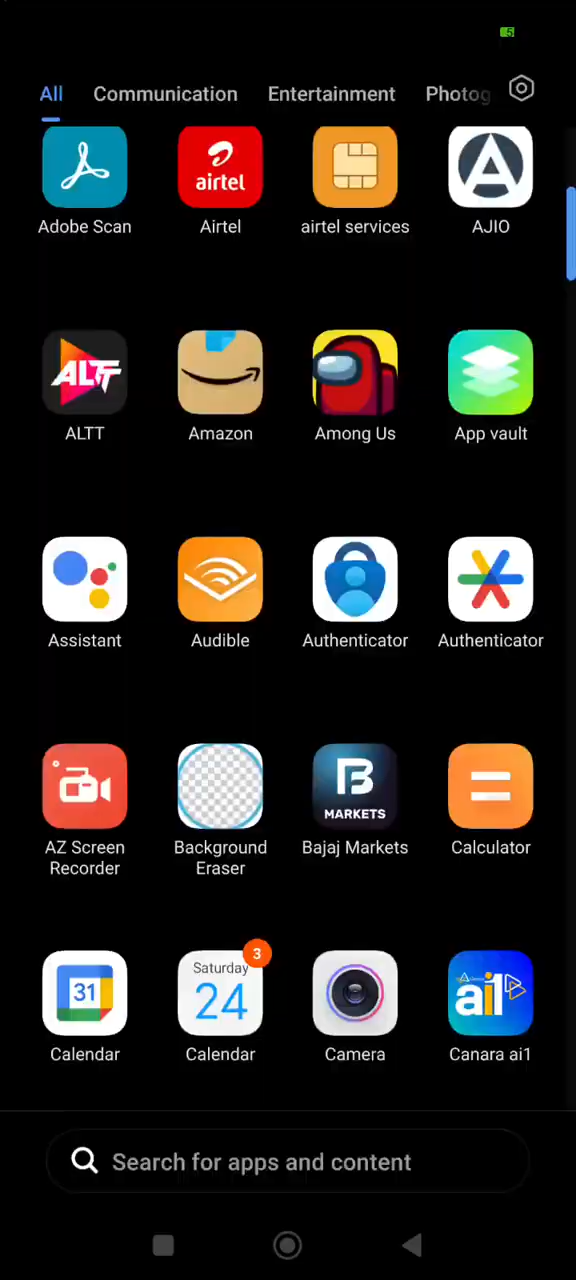 5
All Communication Entertainment Photog
airtel
Adobe Scan Airtel airtel services AJIO
ALTT
ALTT Amazon Among Us App vault
Assistant Audible Authenticator Authenticator
B
MARKETS
AZ Screen Recorder Background Eraser Bajaj Markets Calculator
31 Saturday 24 3 ai1
Calendar Calendar Camera Canara ai1
Search for apps and content